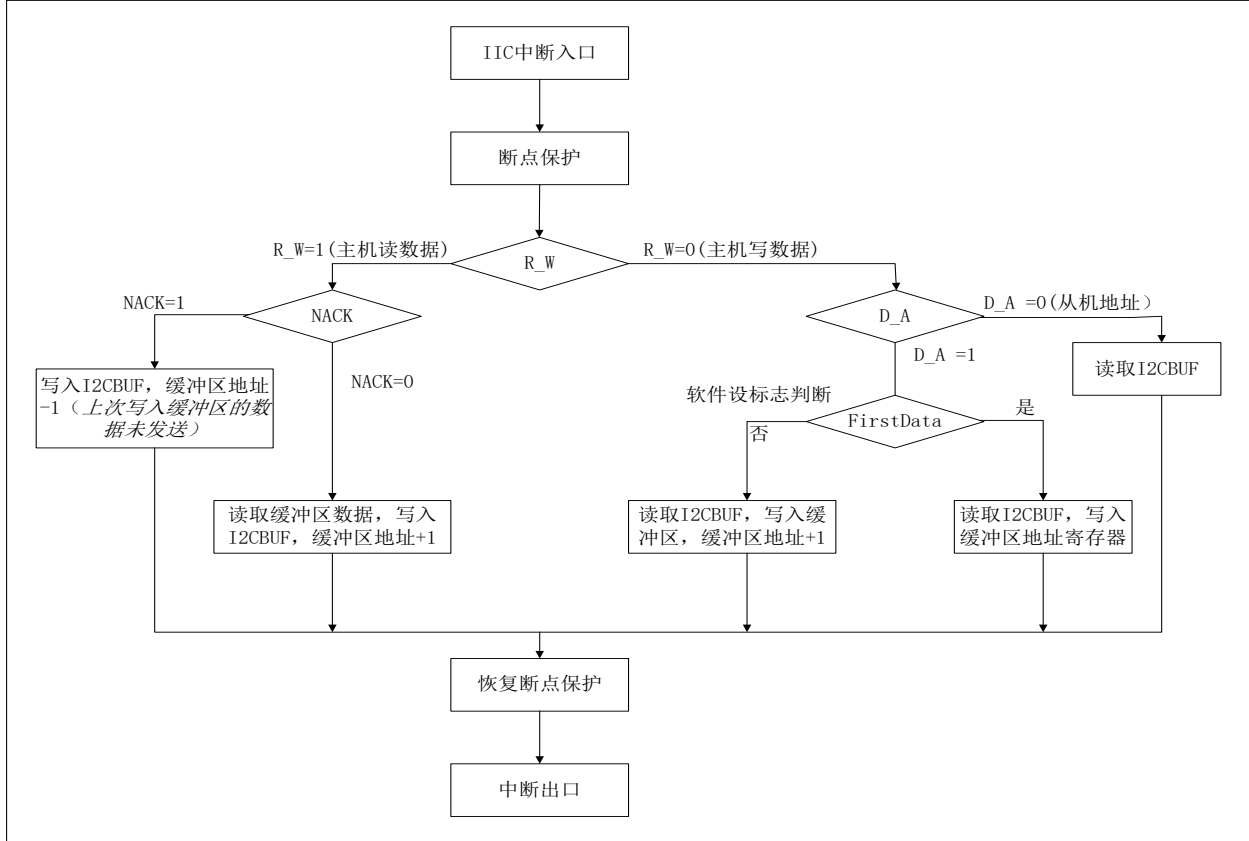 IIC中断入口
断点保护
R_W=1(主机读数据)
R_W=0(主机写数据)
R_W
NACK=1
NACK
D_A
D_A =0(从机地址)
NACK=0
D_A =1
写入I2CBUF，缓冲区地址
-1（上次写入缓冲区的数
据未发送）
读取I2CBUF
软件设标志判断
FirstData
否
是
读取缓冲区数据，写入
I2CBUF，缓冲区地址+1
读取I2CBUF，写入缓
冲区，缓冲区地址+1
读取I2CBUF，写入
缓冲区地址寄存器
恢复断点保护
中断出口